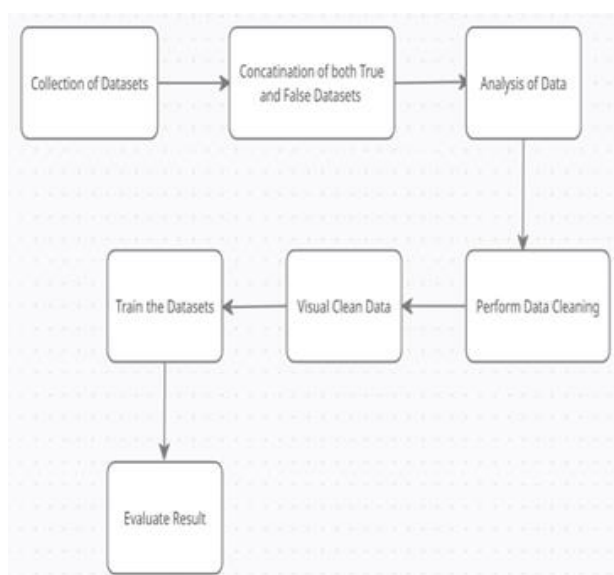 Collection of Datasets
Concatination of both True
and False Datasets
Analysis of Data
Perform Data Cleaning
Visual Clean Data
Train the Datasets
Evaluate Result